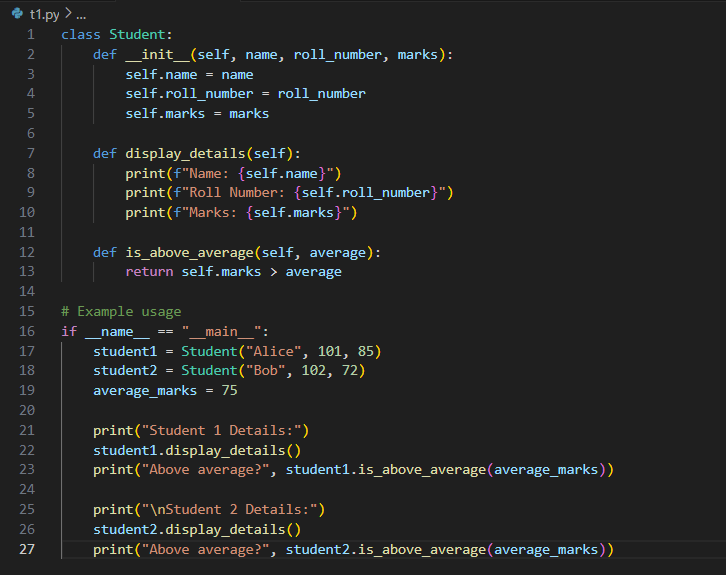 t1.py > ...
1 class Student:
2     def __init__(self, name, roll_number, marks):
3         self.name = name
4         self.roll_number = roll_number
5         self.marks = marks
6
7     def display_details(self):
8         print(f"Name: {self.name}")
9         print(f"Roll Number: {self.roll_number}")
10         print(f"Marks: {self.marks}")
11
12     def is_above_average(self, average):
13         return self.marks > average
14
15 # Example usage
16 if __name__ == "__main__":
17     student1 = Student("Alice", 101, 85)
18     student2 = Student("Bob", 102, 72)
19     average_marks = 75
20
21     print("Student 1 Details:")
22     student1.display_details()
23     print("Above average?", student1.is_above_average(average_marks))
24
25     print("\nStudent 2 Details:")
26     student2.display_details()
27     print("Above average?", student2.is_above_average(average_marks))